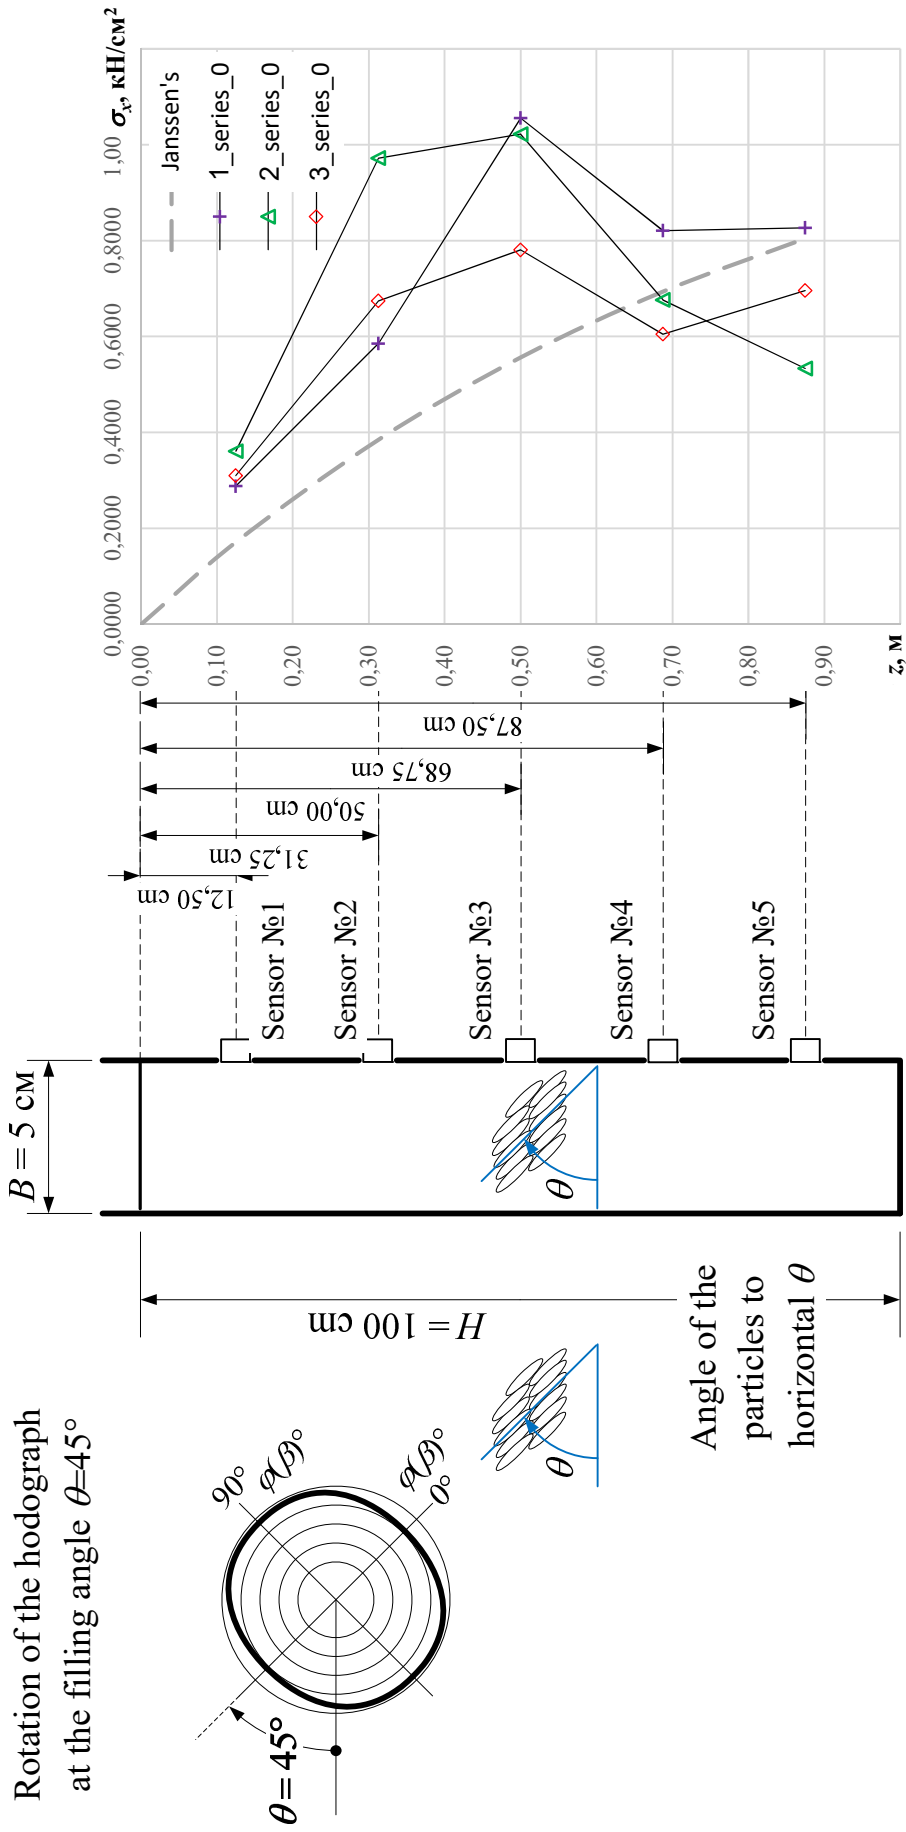 Rotation of the hodograph
at the filling angle θ=45°
90°
φ(β)°
φ(β)°
0°
θ = 45°
θ
H = 100 cm
Angle of the
particles to
horizontal θ
B = 5 см
θ
Sensor №1
Sensor №2
Sensor №3
Sensor №4
Sensor №5
12,50 cm
31,25 cm
50,00 cm
68,75 cm
87,50 cm
0,00
0,10
0,20
0,30
0,40
0,50
0,60
0,70
0,80
0,90
z, м
0,0000
0,2000
0,4000
0,6000
0,8000
1,00
σx, кН/см²
Janssen's
1_series_0
2_series_0
3_series_0